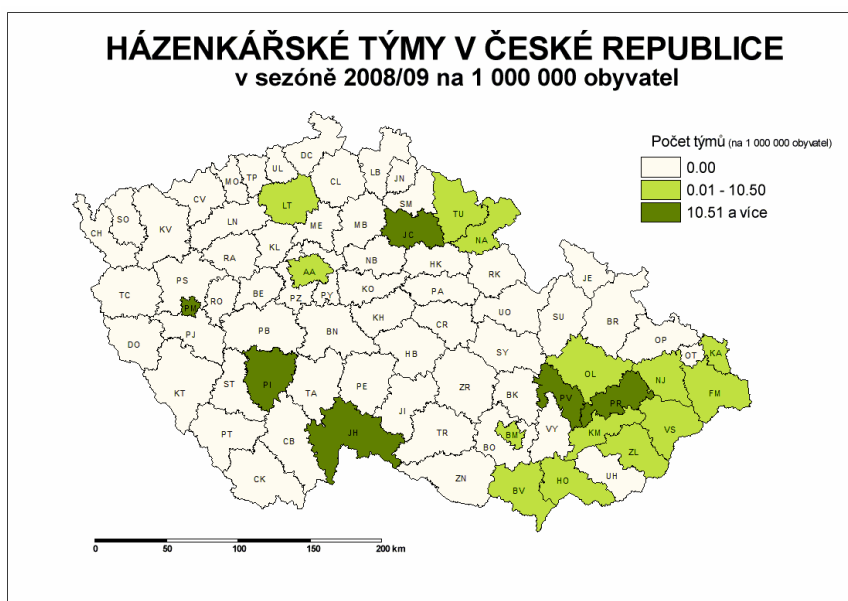 HÁZENKÁŘSKÉ TÝMY V ČESKÉ REPUBLICE
v sezóně 2008/09 na 1 000 000 obyvatel
Počet týmů (na 1 000 000 obyvatel)
0.00
0.01 - 10.50
10.51 a více
DC
UL
TP
MO
LB
JN
CL
CV
LT
SM
TU
SO
CH
KV
LN
ME
MB
JC
NA
RA
KL
AA
NB
HK
RK
JE
TC
PS
PM
RO
BE
PZ
PY
KO
PA
UO
SU
BR
DO
PJ
PB
BN
KH
CR
SY
OP
OT
KA
KT
ST
PI
TA
PE
HB
ZR
BK
PV
OL
PR
NJ
FM
PT
CB
JH
JI
TR
BO
BM
VY
KM
VS
ZL
CK
ZN
BV
HO
UH
0 50 100 150 200 km